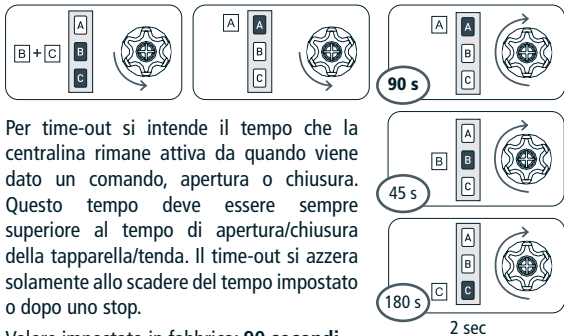 B + C A B C
A A B C
A A B C
90 s
Per time-out si intende il tempo che la
centralina rimane attiva da quando viene
dato un comando, apertura o chiusura.
Questo tempo deve essere sempre
superiore al tempo di apertura/chiusura
della tapparella/tenda. Il time-out si azzera
solamente allo scadere del tempo impostato
o dopo uno stop.
Valore impostato in fabbrica: 90 secondi
B A B C
45 s
C A B C
180 s
2 sec